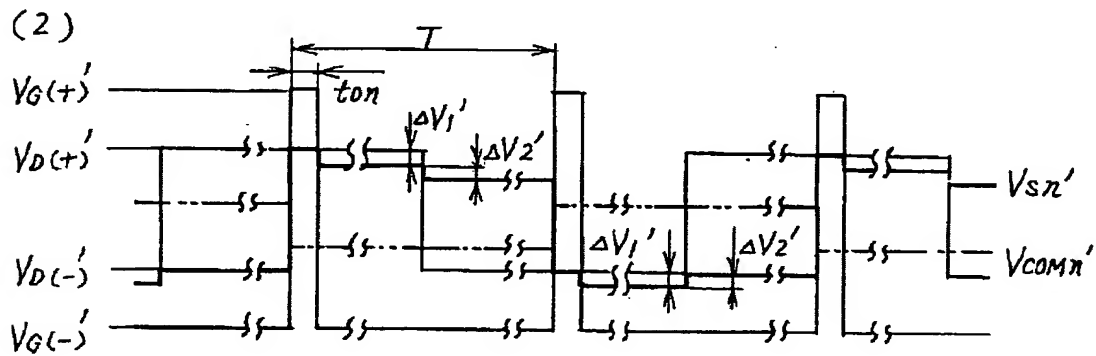 (2)
T
VG(+)'
ton
ΔV1'
VD(+)'
ΔV2'
Vsn'
ΔV1'
ΔV2'
VD(-)'
VCOMn'
VG(-)'